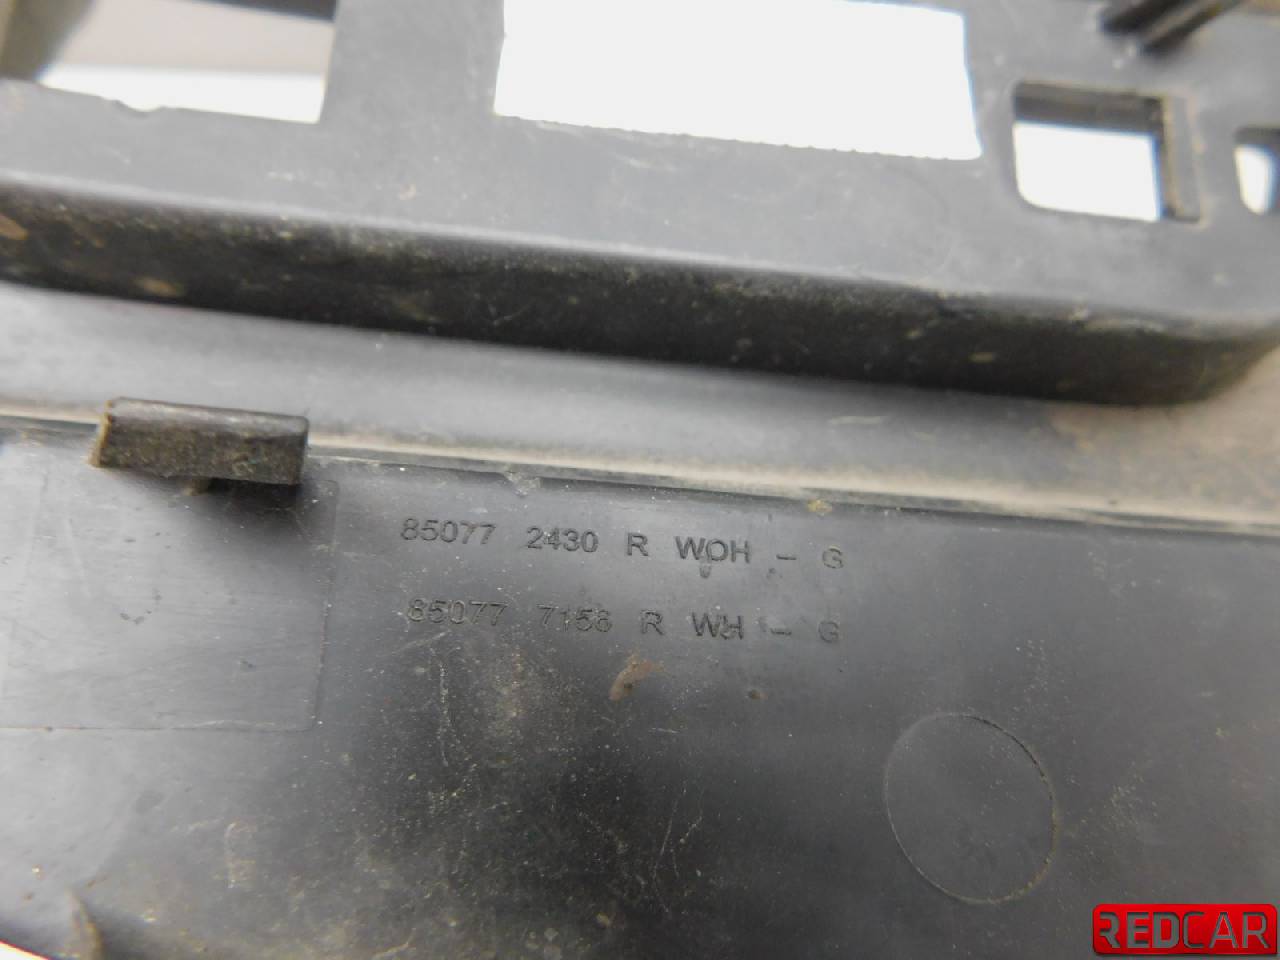 85077 2430 R WOH - G
85077 7158 R WH - G
REDCAR